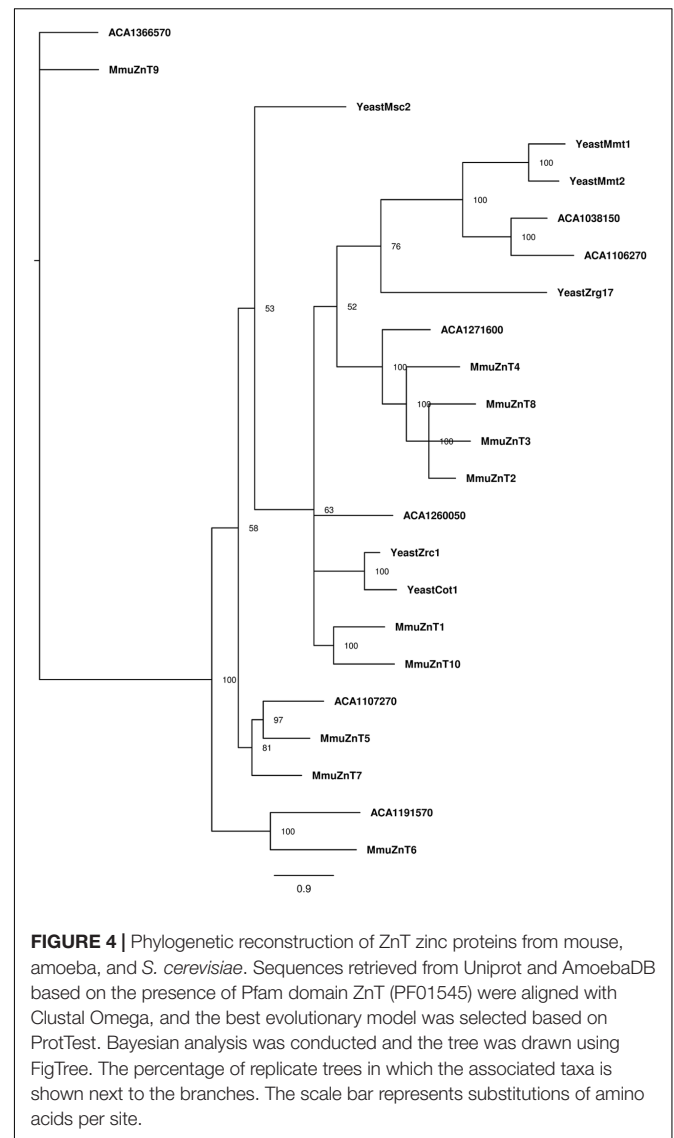 ACA1366570
MmuZnT9
YeastMsc2
YeastMmt1
100
YeastMmt2
100
ACA1038150
100
ACA1106270
76
YeastZrg17
53
52
ACA1271600
100
MmuZnT4
100
MmuZnT8
100
MmuZnT3
MmuZnT2
63
ACA1260050
58
YeastZrc1
100
YeastCot1
MmuZnT1
100
MmuZnT10
100
ACA1107270
97
MmuZnT5
81
MmuZnT7
ACA1191570
100
MmuZnT6
0.9
FIGURE 4 | Phylogenetic reconstruction of ZnT zinc proteins from mouse,
amoeba, and S. cerevisiae. Sequences retrieved from Uniprot and AmoebaDB
based on the presence of Pfam domain ZnT (PF01545) were aligned with
Clustal Omega, and the best evolutionary model was selected based on
ProtTest. Bayesian analysis was conducted and the tree was drawn using
FigTree. The percentage of replicate trees in which the associated taxa is
shown next to the branches. The scale bar represents substitutions of amino
acids per site.